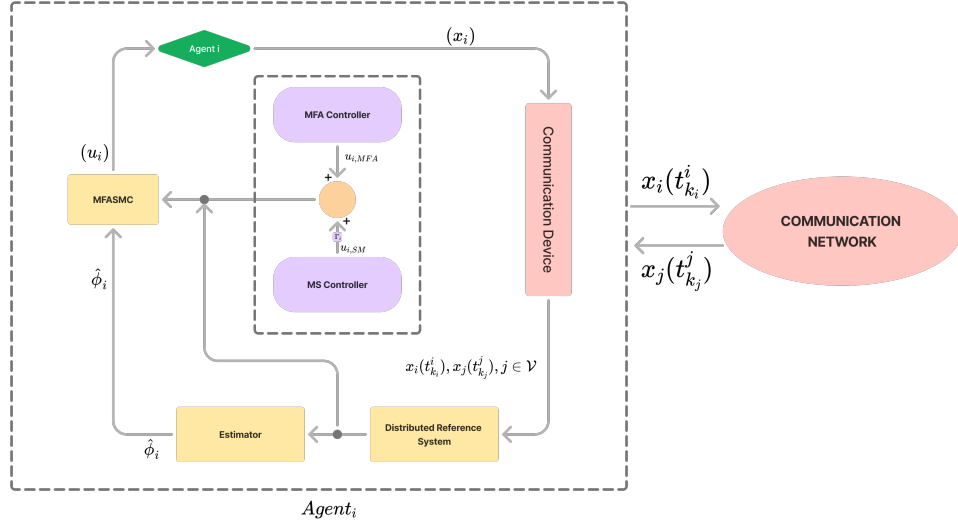 Agent i
(x_i)
MFA Controller
u_{i,MFA}
+
(u_i)
MFASMC
+
u_{i,SM}
MS Controller
Communication Device
x_i(t^i_{k_i})
COMMUNICATION
NETWORK
x_j(t^j_{k_j})
\hat{\phi}_i
x_i(t^i_{k_i}), x_j(t^j_{k_j}), j ∈ \mathcal{V}
Estimator
Distributed Reference
System
\hat{\phi}_i
Agent_i